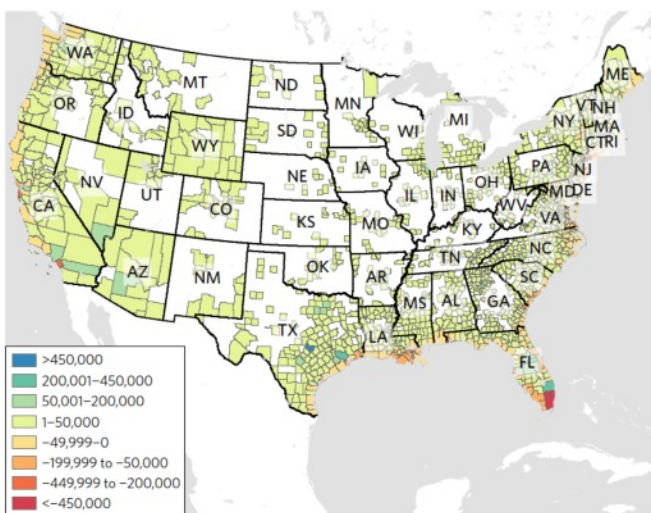 WA
MT
ND
ME
OR
ID
MN
VT NH
SD
WI
MI
NY
MA
WY
CTRI
NE
IA
PA
NJ
NV
UT
CO
IL
IN
OH
MD DE
CA
KS
MO
WV
VA
KY
NC
AZ
NM
OK
AR
TN
SC
TX
MS
AL
GA
LA
FL
>450,000
200,001–450,000
50,001–200,000
1–50,000
−49,999–0
−199,999 to −50,000
−449,999 to −200,000
<−450,000